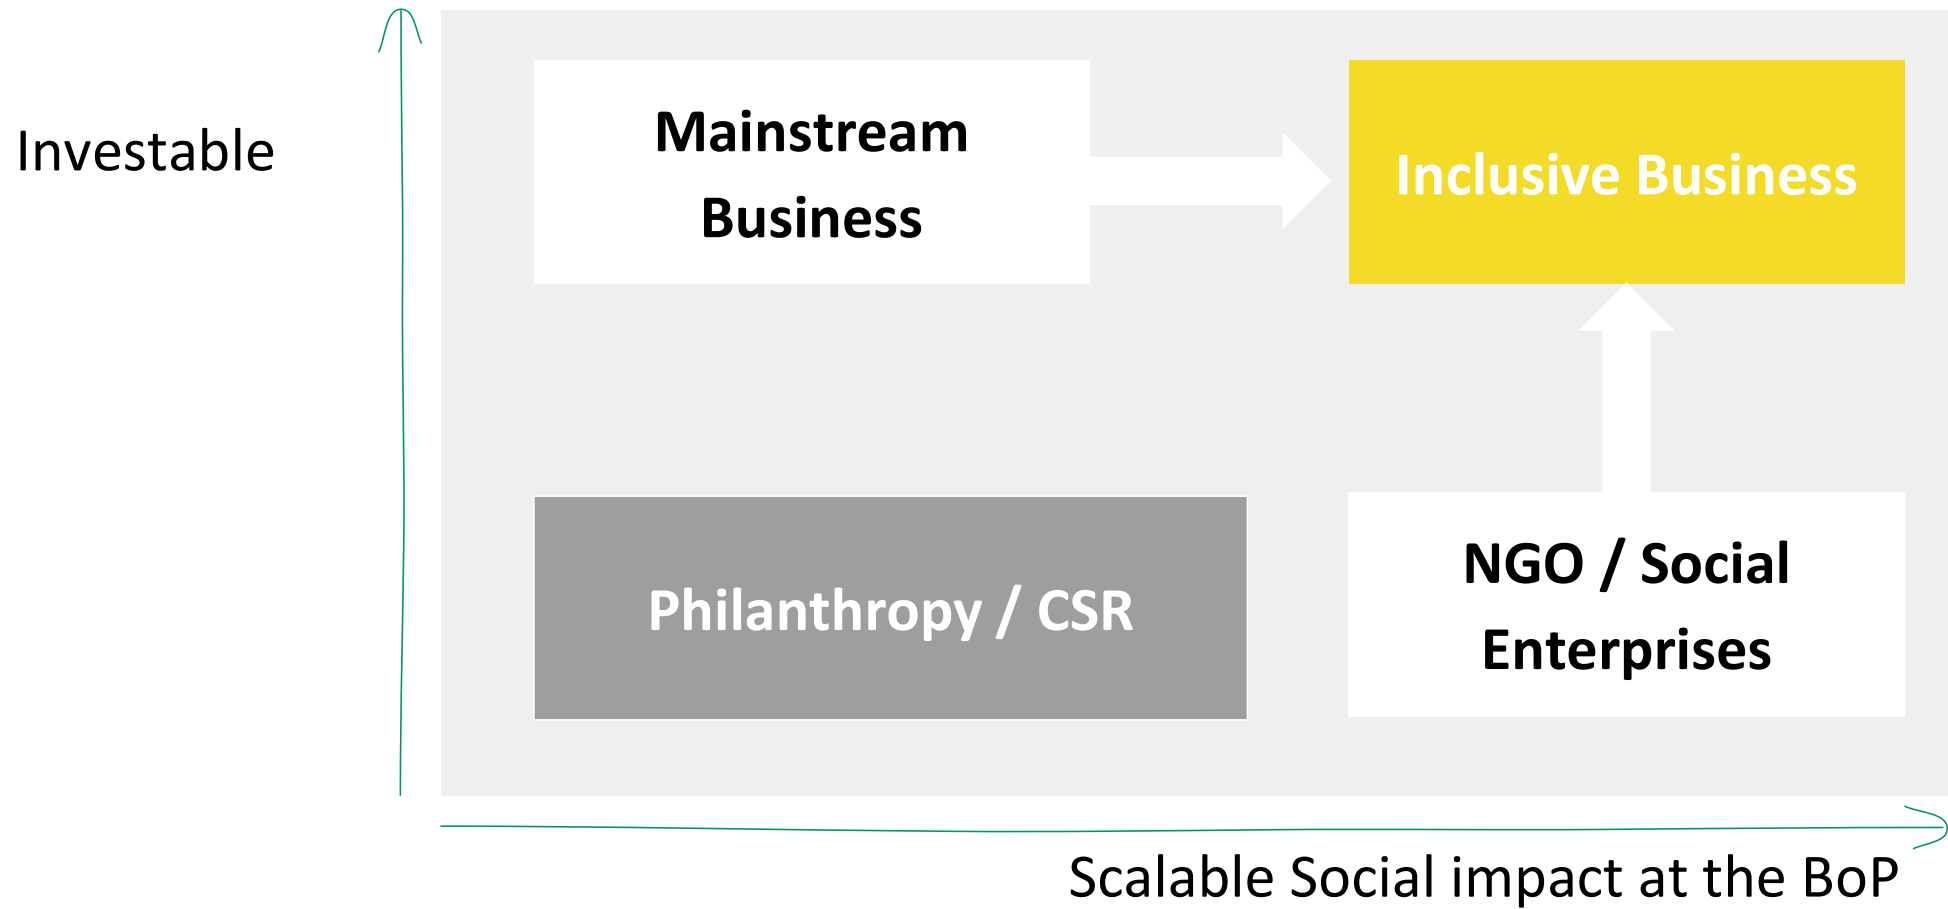 Investable
Mainstream
Business
Inclusive Business
Philanthropy / CSR
NGO / Social
Enterprises
Scalable Social impact at the BoP